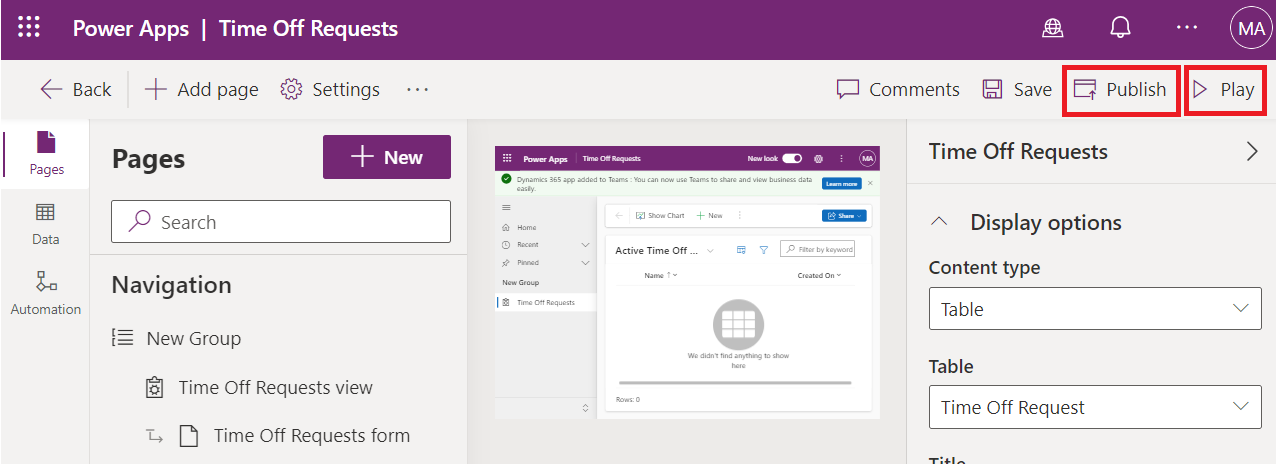 Power Apps | Time Off Requests
MA
Back
Add page
Settings
...
Comments
Save
Publish
Play
Pages
Data
Automation
Pages
New
Search
Navigation
New Group
Time Off Requests view
Time Off Requests form
Power Apps | Time Off Requests
New look
MA
Dynamics 365 app added to Teams : You can now use Teams to share and view business data
easily.
Learn more
Home
Recent
Pinned
New Group
Time Off Requests
Show Chart
New
Share
Active Time Off ...
Filter by keyword
Name
Created On
We didn't find anything to show
here
Rows: 0
Time Off Requests
Display options
Content type
Table
Table
Time Off Request
Title